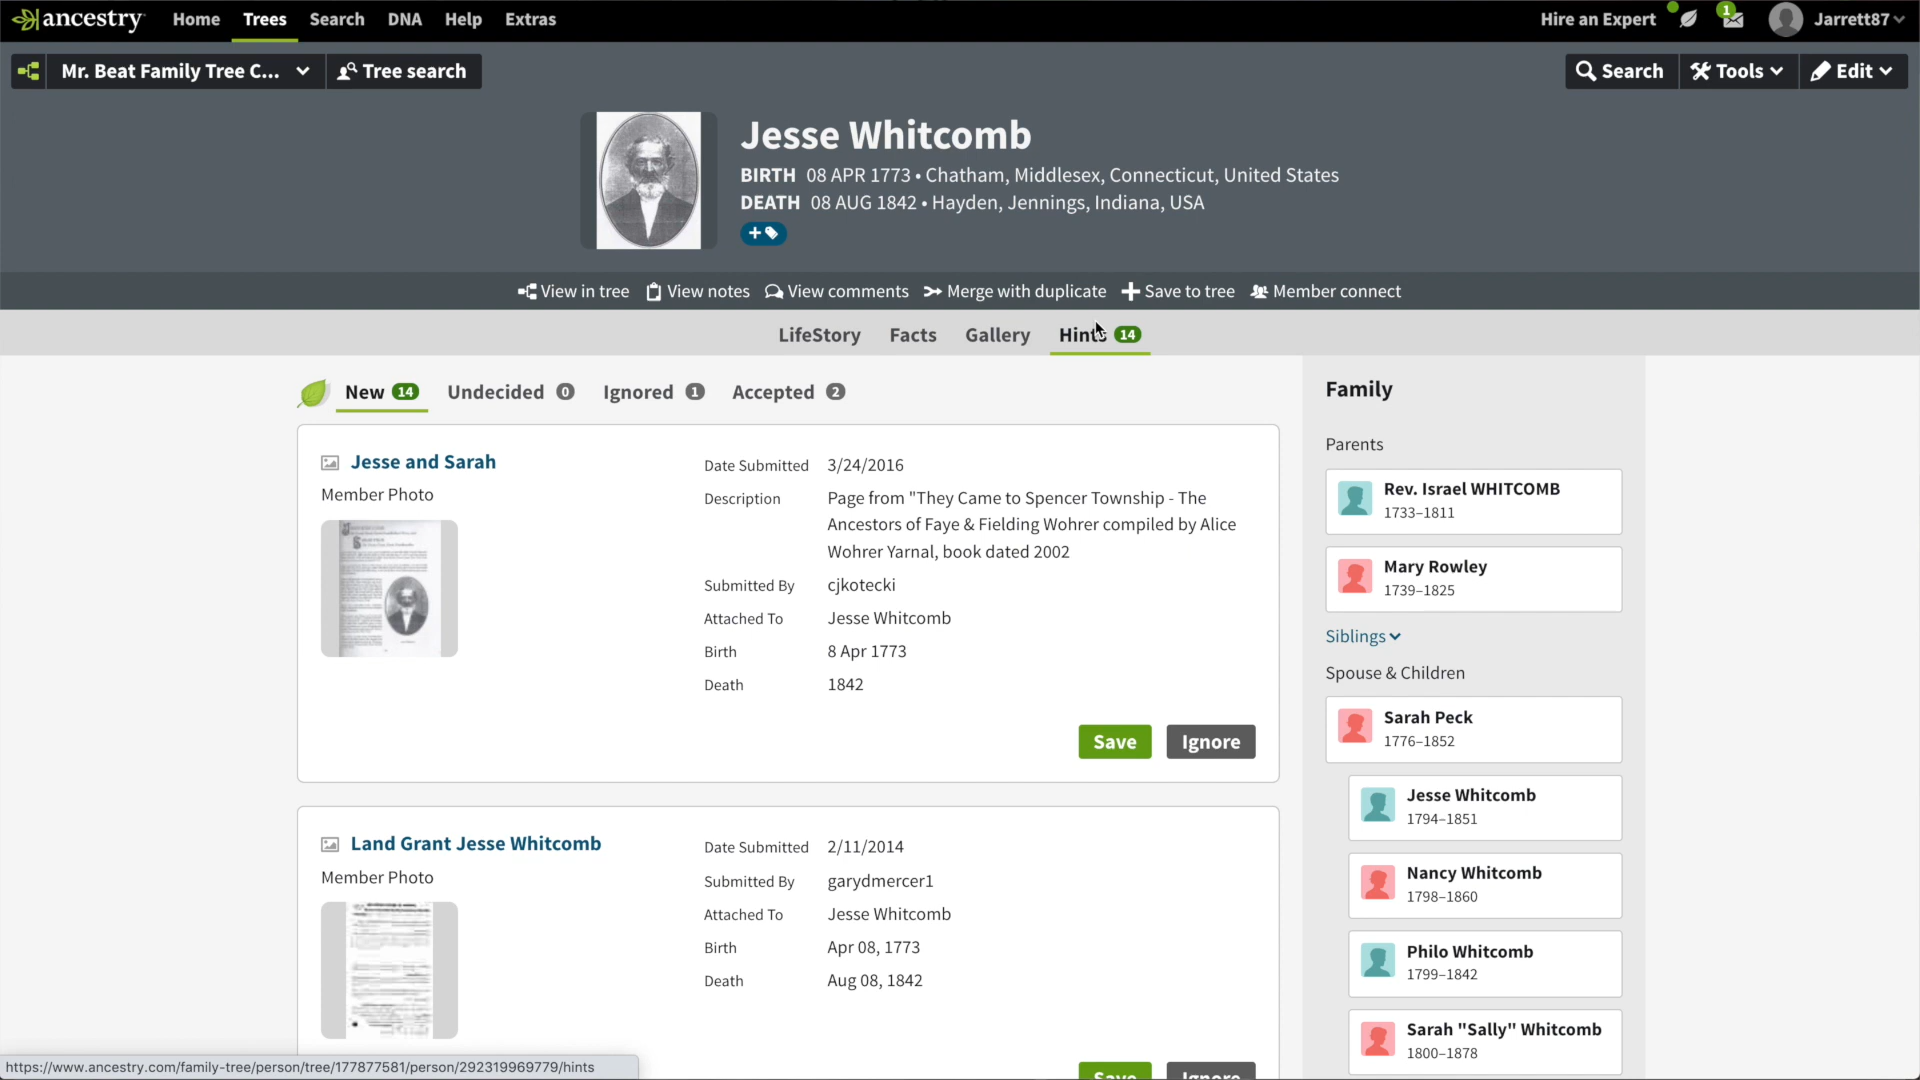 ancestry Home Trees Search DNA Help Extras Hire an Expert 1 Jarrett87
Mr. Beat Family Tree C... Tree search Search Tools Edit
Jesse Whitcomb
BIRTH 08 APR 1773 • Chatham, Middlesex, Connecticut, United States
DEATH 08 AUG 1842 • Hayden, Jennings, Indiana, USA
View in tree View notes View comments Merge with duplicate Save to tree Member connect
LifeStory Facts Gallery Hints 14
New 14 Undecided 0 Ignored 1 Accepted 2
Jesse and Sarah
Member Photo
Date Submitted 3/24/2016
Description Page from "They Came to Spencer Township - The
Ancestors of Faye & Fielding Wohrer compiled by Alice
Wohrer Yarnal, book dated 2002
Submitted By cjkotecki
Attached To Jesse Whitcomb
Birth 8 Apr 1773
Death 1842
Save Ignore
Land Grant Jesse Whitcomb
Member Photo
Date Submitted 2/11/2014
Submitted By garydmercer1
Attached To Jesse Whitcomb
Birth Apr 08, 1773
Death Aug 08, 1842
Save Ignore
Family
Parents
Rev. Israel WHITCOMB
1733–1811
Mary Rowley
1739–1825
Siblings
Spouse & Children
Sarah Peck
1776–1852
Jesse Whitcomb
1794–1851
Nancy Whitcomb
1798–1860
Philo Whitcomb
1799–1842
Sarah "Sally" Whitcomb
1800–1878
https://www.ancestry.com/family-tree/person/tree/177877581/person/292319969779/hints